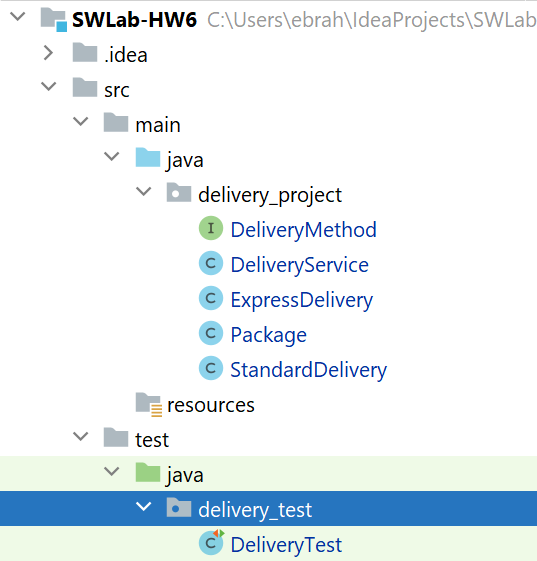 SWLab-HW6 C:\Users\ebrah\IdeaProjects\SWLab
.idea
src
main
java
delivery_project
I DeliveryMethod
C DeliveryService
C ExpressDelivery
C Package
C StandardDelivery
resources
test
java
delivery_test
C DeliveryTest